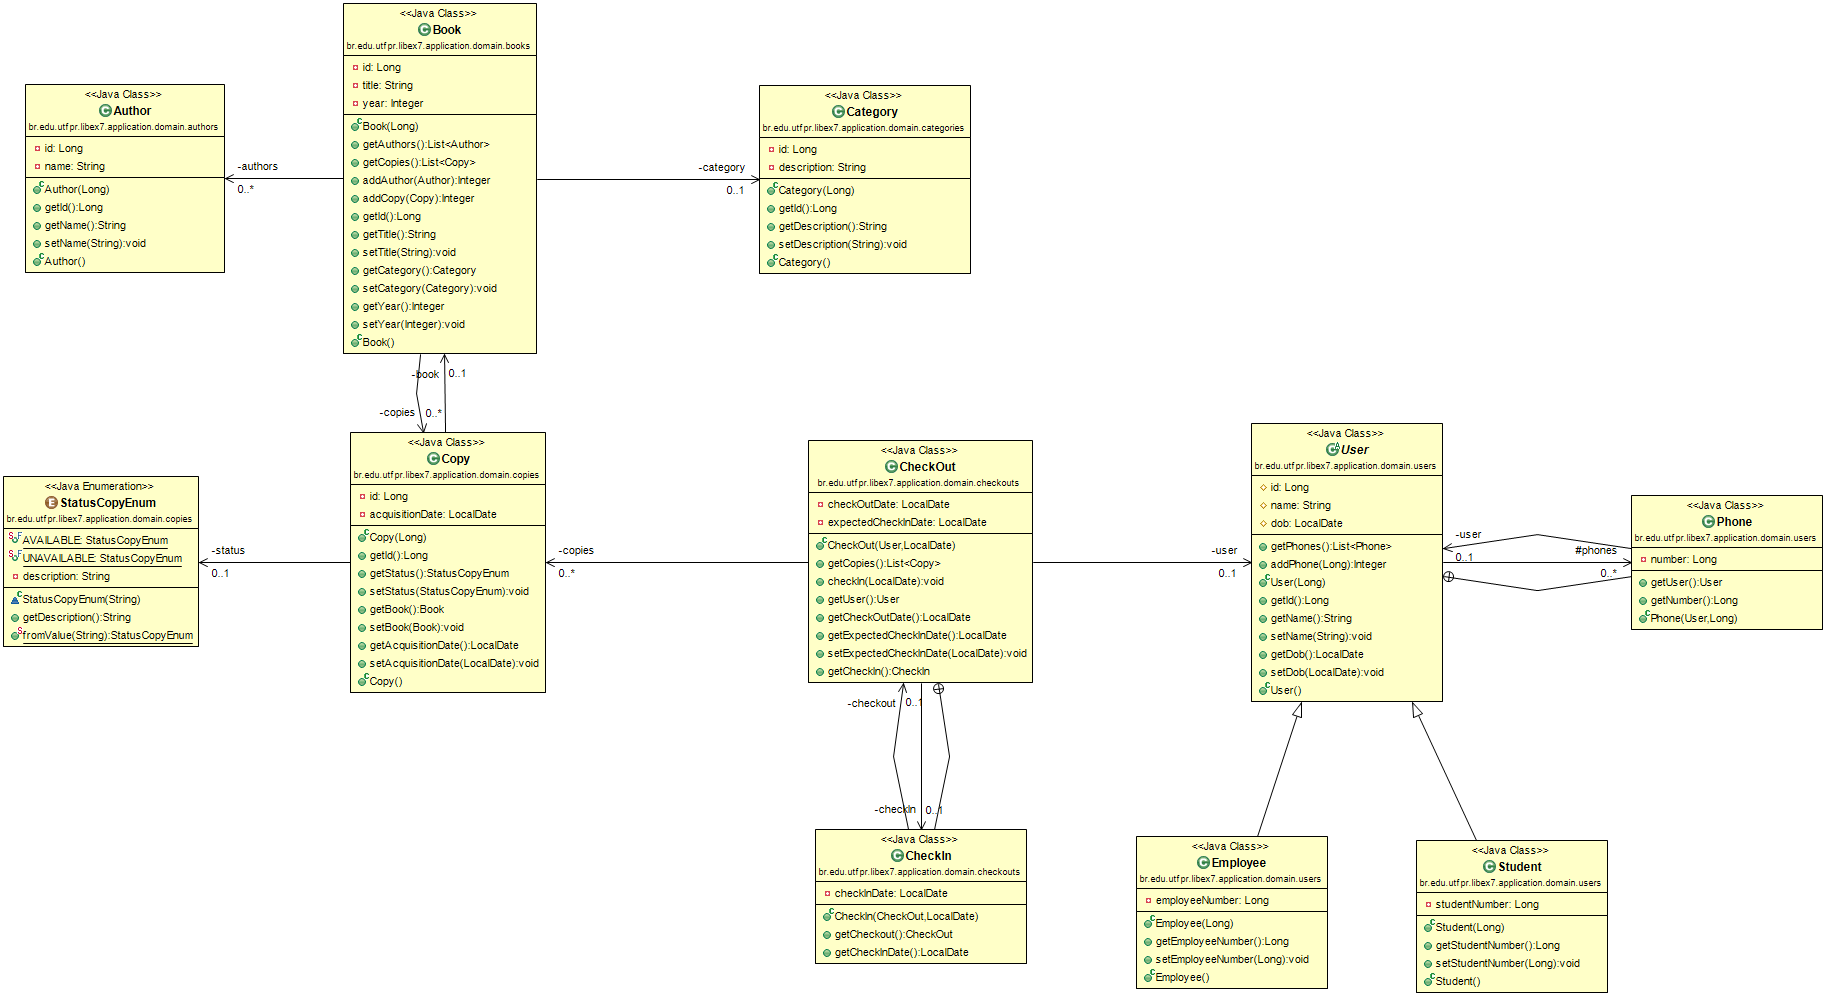 <<Java Class>>
Book
br.edu.utfpr.libex7.application.domain.books
id: Long
title: String
year: Integer
Book(Long)
getAuthors():List<Author>
getCopies():List<Copy>
addAuthor(Author):Integer
addCopy(Copy):Integer
getId():Long
getTitle():String
setTitle(String):void
getCategory():Category
setCategory(Category):void
getYear():Integer
setYear(Integer):void
Book()
<<Java Class>>
Author
br.edu.utfpr.libex7.application.domain.authors
id: Long
name: String
Author(Long)
getId():Long
getName():String
setName(String):void
Author()
-authors
0..*
<<Java Class>>
Category
br.edu.utfpr.libex7.application.domain.categories
id: Long
description: String
Category(Long)
getId():Long
getDescription():String
setDescription(String):void
Category()
-category
0..1
-book
0..1
-copies
0..*
<<Java Class>>
Copy
br.edu.utfpr.libex7.application.domain.copies
id: Long
acquisitionDate: LocalDate
Copy(Long)
getId():Long
getStatus():StatusCopyEnum
setStatus(StatusCopyEnum):void
getBook():Book
setBook(Book):void
getAcquisitionDate():LocalDate
setAcquisitionDate(LocalDate):void
Copy()
<<Java Enumeration>>
StatusCopyEnum
br.edu.utfpr.libex7.application.domain.copies
AVAILABLE: StatusCopyEnum
UNAVAILABLE: StatusCopyEnum
description: String
StatusCopyEnum(String)
getDescription():String
fromValue(String):StatusCopyEnum
-status
0..1
<<Java Class>>
CheckOut
br.edu.utfpr.libex7.application.domain.checkouts
checkOutDate: LocalDate
expectedCheckInDate: LocalDate
CheckOut(User,LocalDate)
getCopies():List<Copy>
checkIn(LocalDate):void
getUser():User
getCheckOutDate():LocalDate
getExpectedCheckInDate():LocalDate
setExpectedCheckInDate(LocalDate):void
getCheckIn():CheckIn
-copies
0..*
-user
0..1
-checkout
0..1
-checkIn
0..1
<<Java Class>>
CheckIn
br.edu.utfpr.libex7.application.domain.checkouts
checkInDate: LocalDate
CheckIn(CheckOut,LocalDate)
getCheckout():CheckOut
getCheckInDate():LocalDate
<<Java Class>>
User
br.edu.utfpr.libex7.application.domain.users
id: Long
name: String
dob: LocalDate
getPhones():List<Phone>
addPhone(Long):Integer
User(Long)
getId():Long
getName():String
setName(String):void
getDob():LocalDate
setDob(LocalDate):void
User()
-user
0..1
#phones
0..*
<<Java Class>>
Phone
br.edu.utfpr.libex7.application.domain.users
number: Long
getUser():User
getNumber():Long
Phone(User,Long)
<<Java Class>>
Employee
br.edu.utfpr.libex7.application.domain.users
employeeNumber: Long
Employee(Long)
getEmployeeNumber():Long
setEmployeeNumber(Long):void
Employee()
<<Java Class>>
Student
br.edu.utfpr.libex7.application.domain.users
studentNumber: Long
Student(Long)
getStudentNumber():Long
setStudentNumber(Long):void
Student()